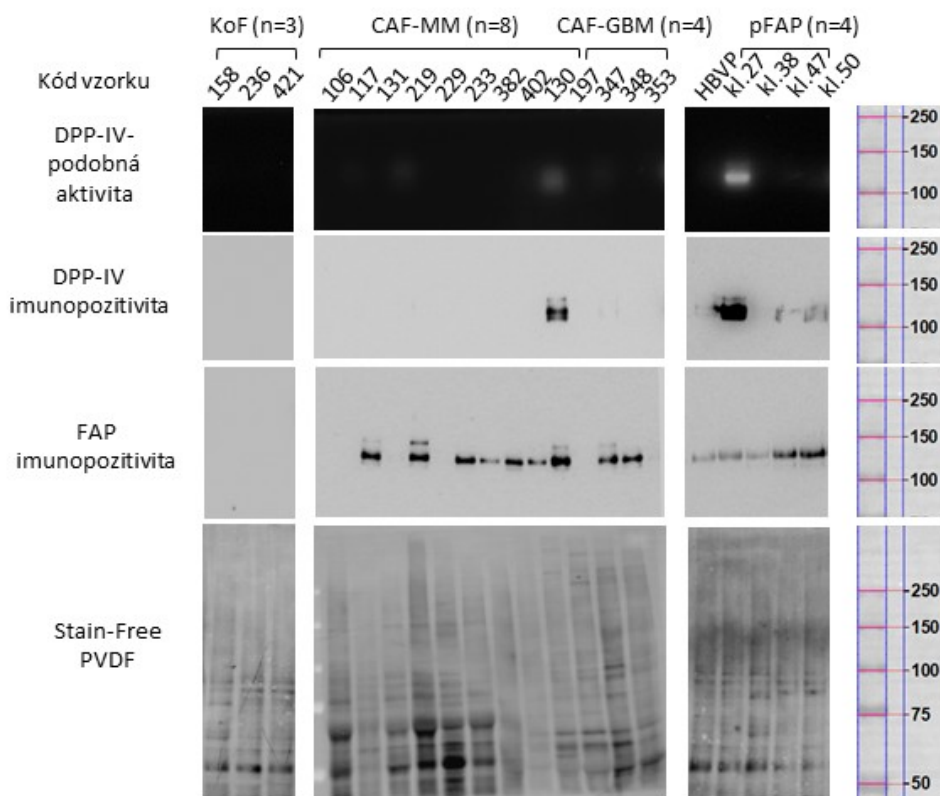 KoF (n=3) CAF-MM (n=8) CAF-GBM (n=4) pFAP (n=4)
Kód vzorku 158 236 421 106 117 131 219 229 233 382 402 130 197 347 348 353 HBVP kl.27 kl.38 kl.47 kl.50
DPP-IV-
podobná
aktivita
250
150
100
DPP-IV
imunopozitivita
250
150
100
FAP
imunopozitivita
250
150
100
Stain-Free
PVDF
250
150
100
75
50